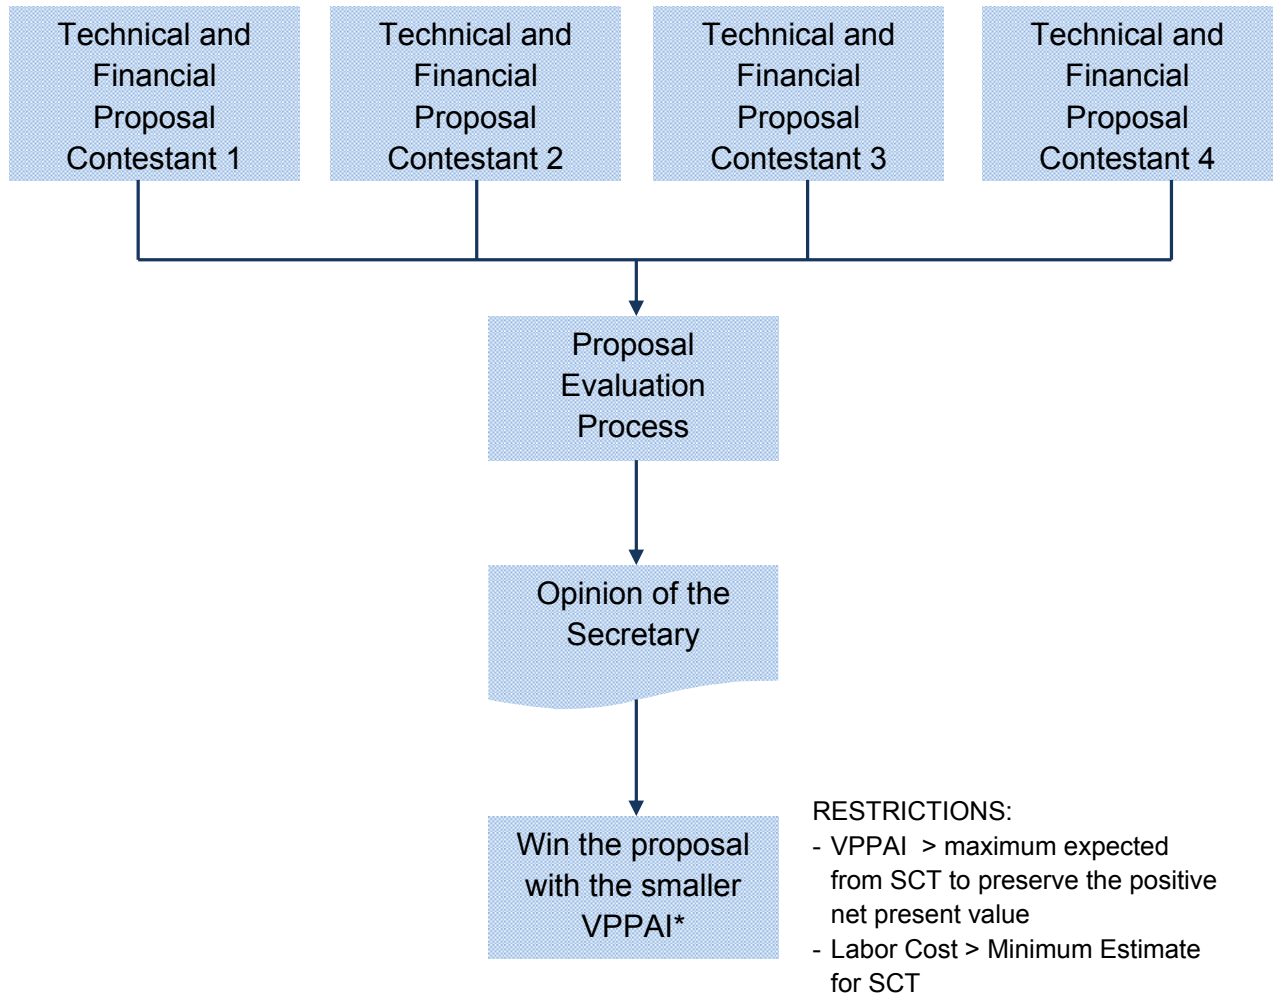 Technical and
Financial
Proposal
Contestant 1
Technical and
Financial
Proposal
Contestant 2
Technical and
Financial
Proposal
Contestant 3
Technical and
Financial
Proposal
Contestant 4
Proposal
Evaluation
Process
Opinion of the
Secretary
Win the proposal
with the smaller
VPPAI*
RESTRICTIONS:
- VPPAI > maximum expected
from SCT to preserve the positive
net present value
- Labor Cost > Minimum Estimate
for SCT